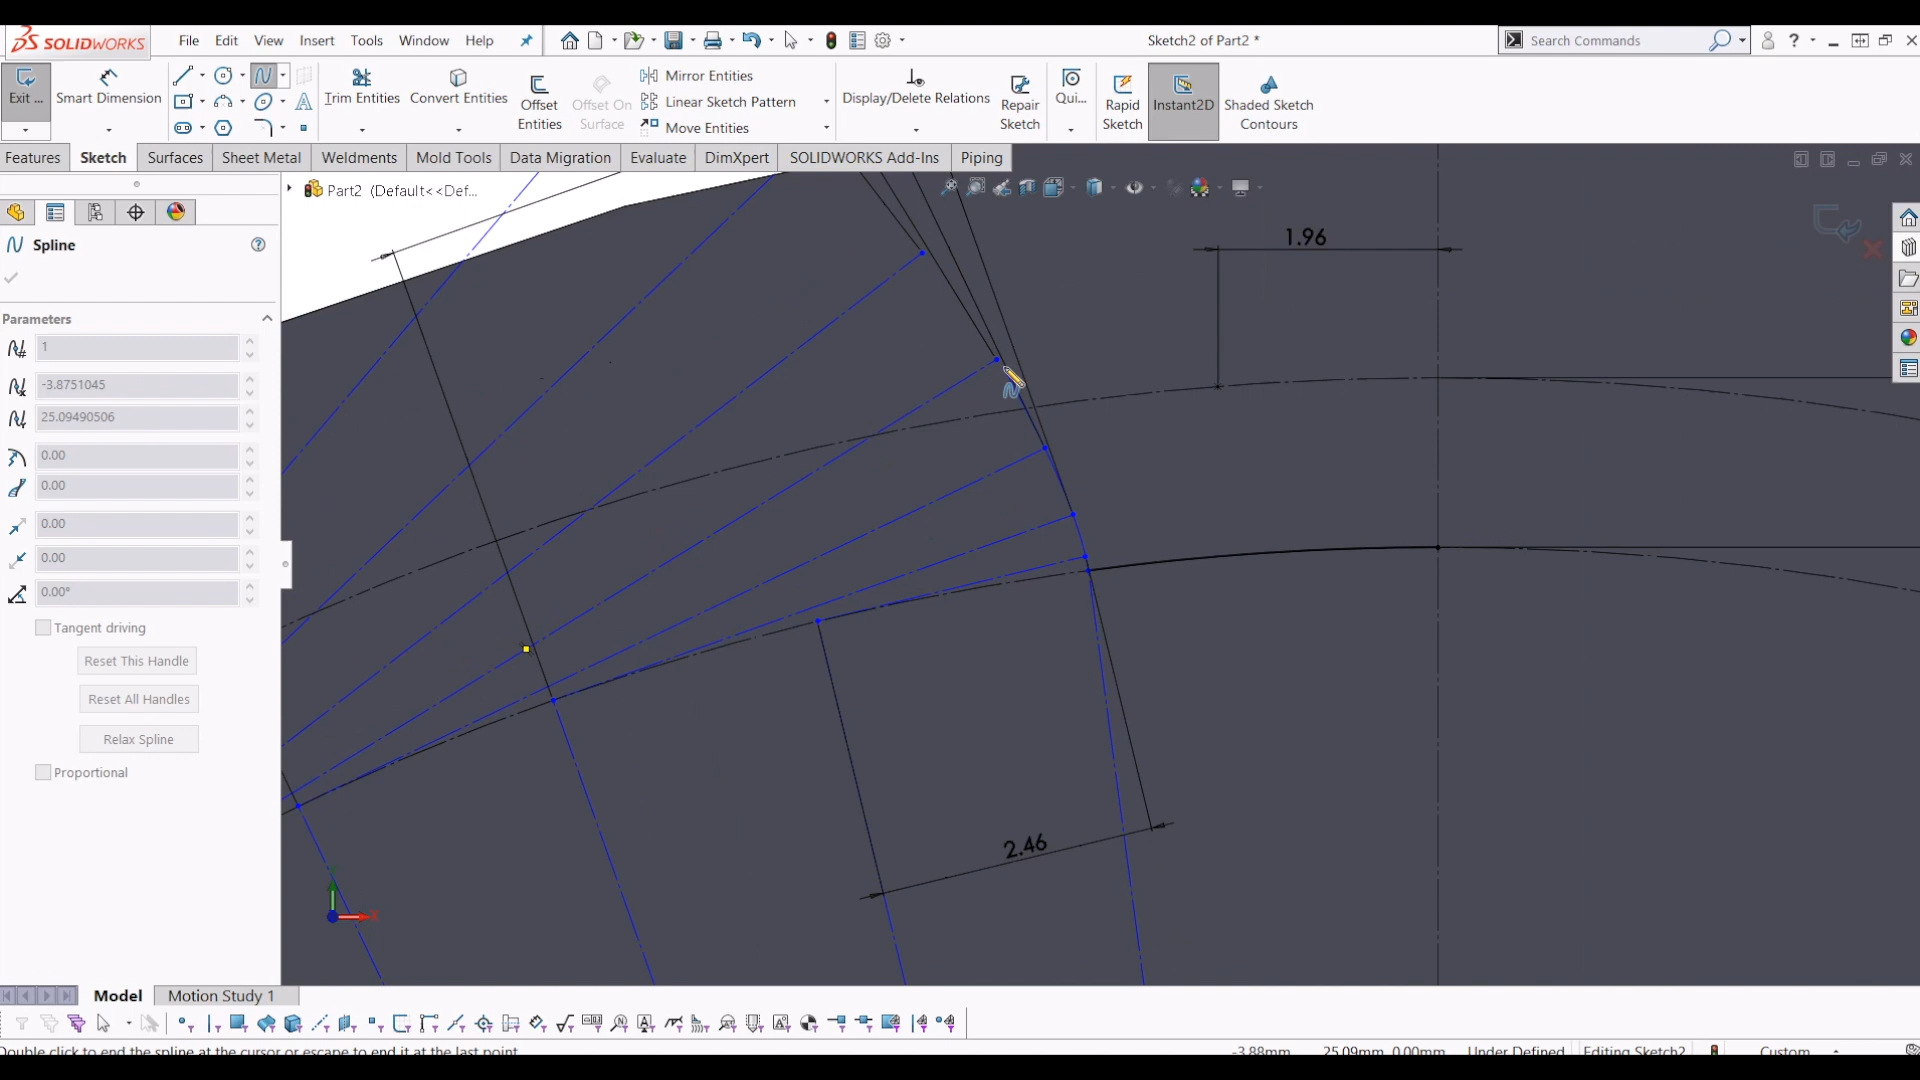 SOLIDWORKS
File Edit View Insert Tools Window Help
Sketch2 of Part2 *
Search Commands
Exit ...
Smart Dimension
Trim Entities
Convert Entities
Offset Entities
Offset On Surface
Mirror Entities
Linear Sketch Pattern
Move Entities
Display/Delete Relations
Repair Sketch
Qui...
Rapid Sketch
Instant2D
Shaded Sketch Contours
Features Sketch Surfaces Sheet Metal Weldments Mold Tools Data Migration Evaluate DimXpert SOLIDWORKS Add-Ins Piping
Part2 (Default<<Def...
Spline
Parameters
1
-3.8751045
25.09490506
0.00
0.00
0.00
0.00
0.00°
Tangent driving
Reset This Handle
Reset All Handles
Relax Spline
Proportional
1.96
2.46
X
Model Motion Study 1
Double click to end the spline at the cursor or escape to end it at the last point
-3.88mm 25.09mm 0.00mm Under Defined Editing Sketch2 Custom